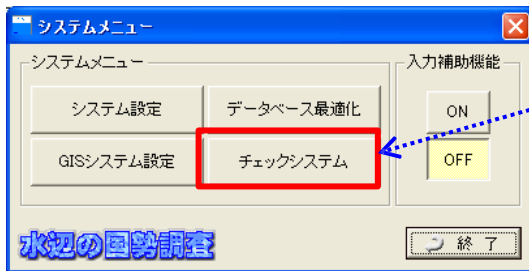 システムメニュー
システムメニュー
入力補助機能
システム設定
データベース最適化
ON
GISシステム設定
チェックシステム
OFF
水辺の国勢調査
終 了